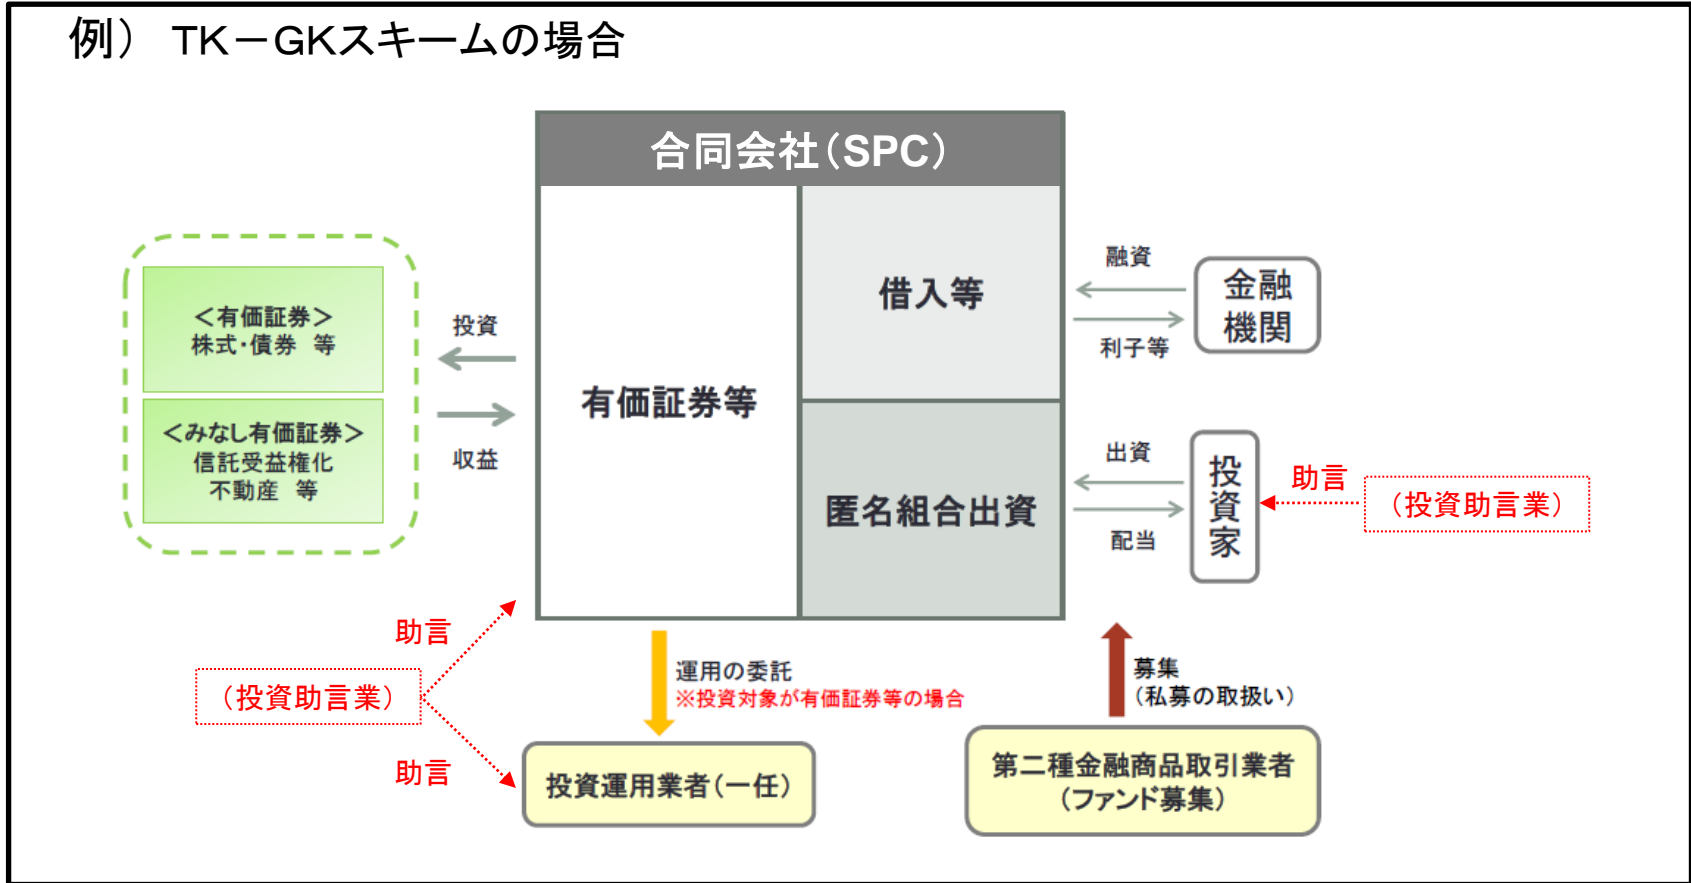 例） TK－GKスキームの場合
合同会社（SPC）
有価証券等
借入等
匿名組合出資
＜有価証券＞
株式・債券 等
＜みなし有価証券＞
信託受益権化
不動産 等
投資
収益
融資
利子等
金融
機関
出資
配当
投資家
助言
（投資助言業）
助言
（投資助言業）
助言
運用の委託
※投資対象が有価証券等の場合
投資運用業者（一任）
募集
（私募の取扱い）
第二種金融商品取引業者
（ファンド募集）